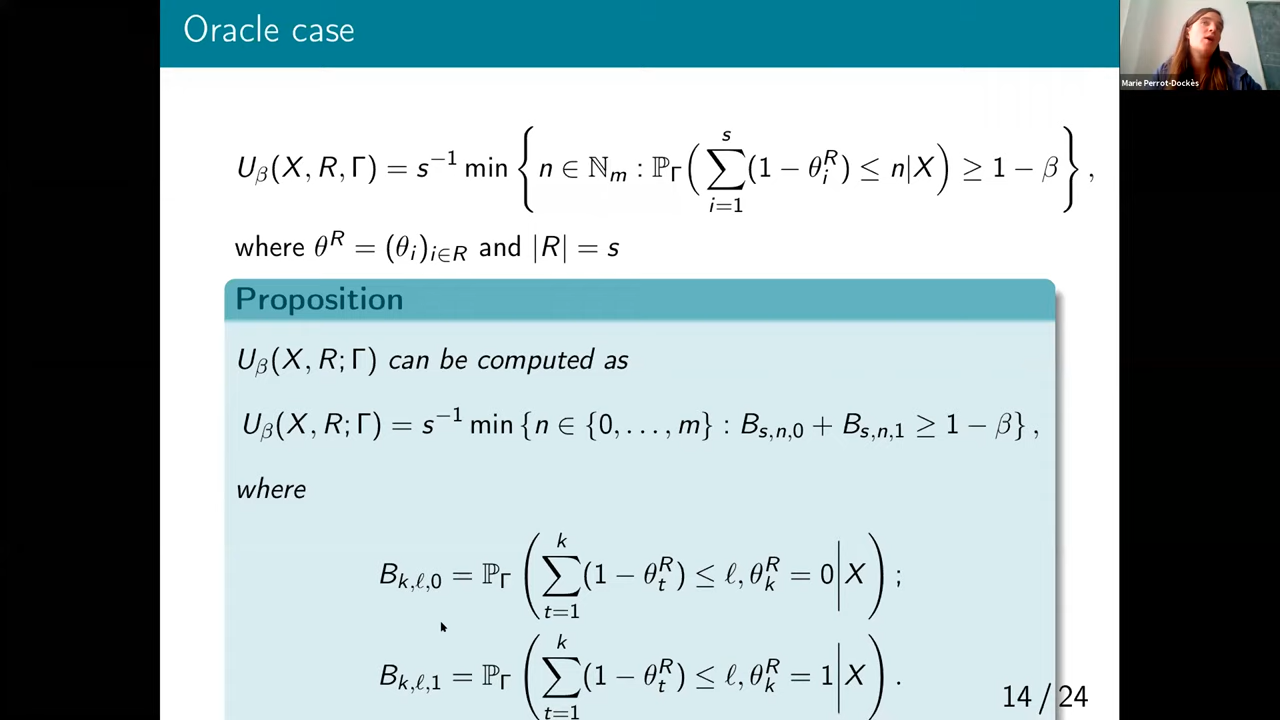 Oracle case
Marie Perrot-Dockès
U_β(X, R, Γ) = s⁻¹ min { n ∈ ℕ_m : ℙ_Γ ( ∑_{i=1}^{s} (1 − θ_i^R) ≤ n|X ) ≥ 1 − β } ,
where θ^R = (θ_i)_{i∈R} and |R| = s
Proposition
U_β(X, R; Γ) can be computed as
U_β(X, R; Γ) = s⁻¹ min {n ∈ {0, . . . , m} : B_{s,n,0} + B_{s,n,1} ≥ 1 − β} ,
where
B_{k,ℓ,0} = ℙ_Γ ( ∑_{t=1}^{k} (1 − θ_t^R) ≤ ℓ, θ_k^R = 0 | X ) ;
B_{k,ℓ,1} = ℙ_Γ ( ∑_{t=1}^{k} (1 − θ_t^R) ≤ ℓ, θ_k^R = 1 | X ) .
14 / 24